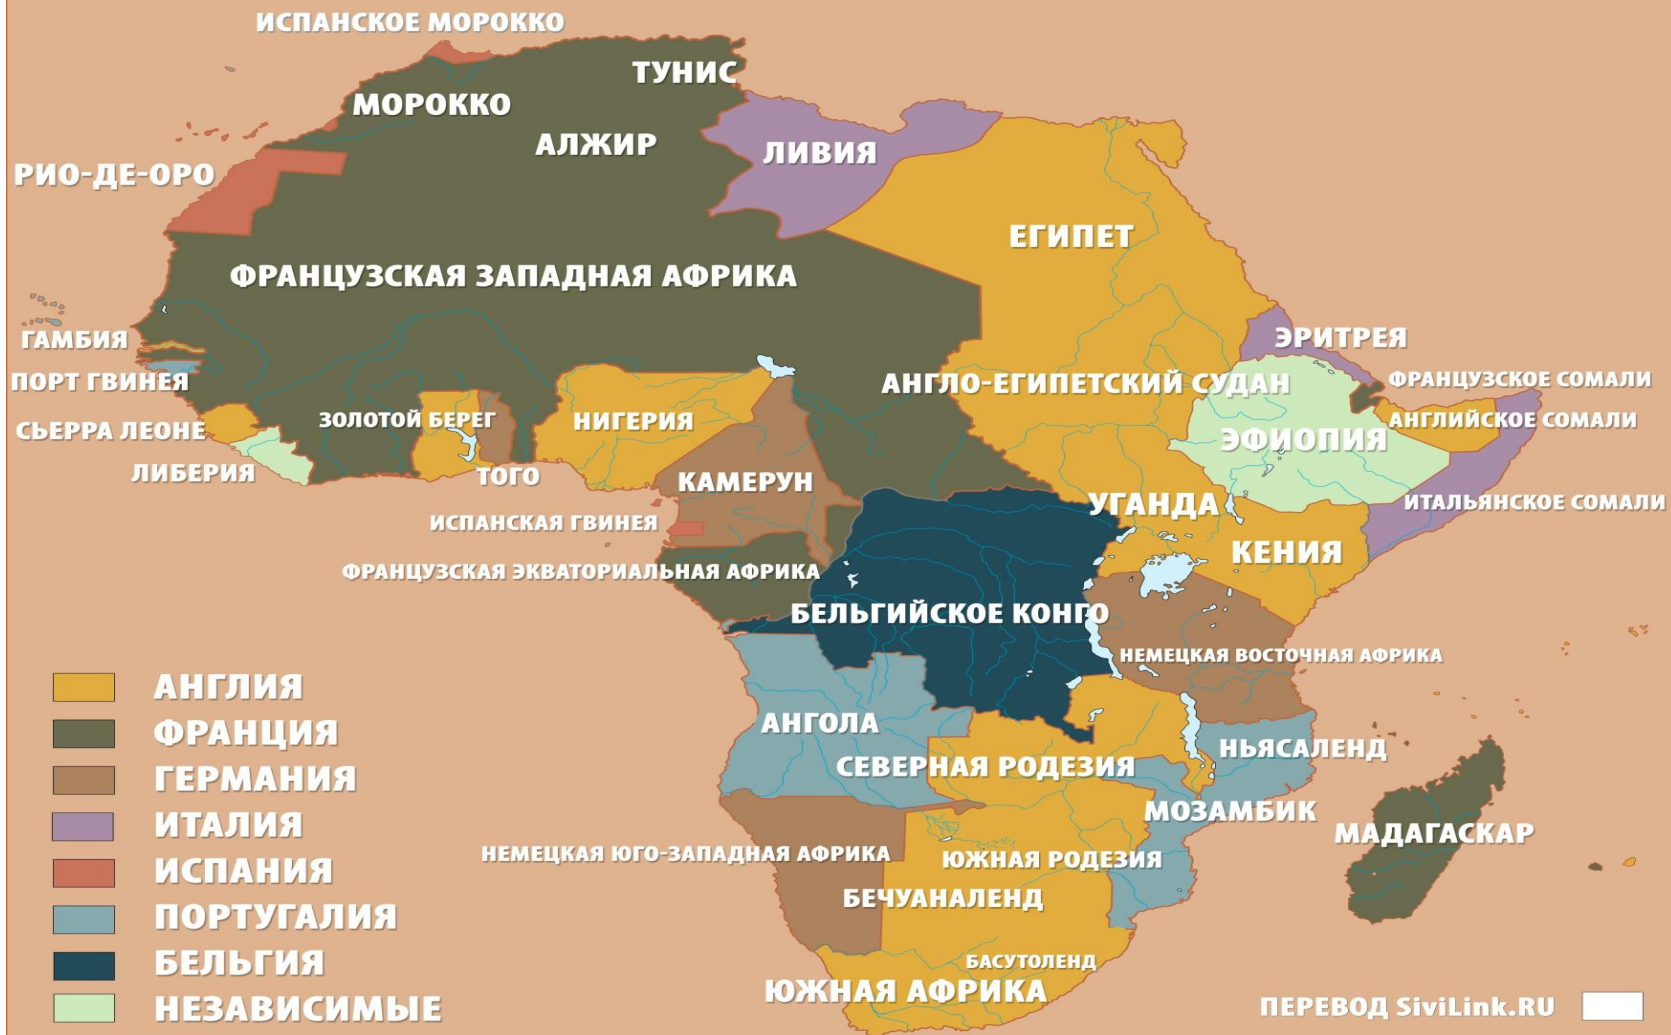 ИСПАНСКОЕ МОРОККО
ТУНИС
МОРОККО
АЛЖИР
ЛИВИЯ
РИО-ДЕ-ОРО
ЕГИПЕТ
ФРАНЦУЗСКАЯ ЗАПАДНАЯ АФРИКА
ГАМБИЯ
ЭРИТРЕЯ
ПОРТ ГВИНЕЯ
АНГЛО-ЕГИПЕТСКИЙ СУДАН
ФРАНЦУЗСКОЕ СОМАЛИ
ЗОЛОТОЙ БЕРЕГ
НИГЕРИЯ
АНГЛИЙСКОЕ СОМАЛИ
СЬЕРРА ЛЕОНЕ
ЭФИОПИЯ
ЛИБЕРИЯ
ТОГО
КАМЕРУН
УГАНДА
ИТАЛЬЯНСКОЕ СОМАЛИ
ИСПАНСКАЯ ГВИНЕЯ
КЕНИЯ
ФРАНЦУЗСКАЯ ЭКВАТОРИАЛЬНАЯ АФРИКА
БЕЛЬГИЙСКОЕ КОНГО
НЕМЕЦКАЯ ВОСТОЧНАЯ АФРИКА
АНГОЛА
НЬЯСАЛЕНД
СЕВЕРНАЯ РОДЕЗИЯ
МОЗАМБИК
МАДАГАСКАР
НЕМЕЦКАЯ ЮГО-ЗАПАДНАЯ АФРИКА
ЮЖНАЯ РОДЕЗИЯ
БЕЧУАНАЛЕНД
БАСУТОЛЕНД
ЮЖНАЯ АФРИКА
АНГЛИЯ
ФРАНЦИЯ
ГЕРМАНИЯ
ИТАЛИЯ
ИСПАНИЯ
ПОРТУГАЛИЯ
БЕЛЬГИЯ
НЕЗАВИСИМЫЕ
ПЕРЕВОД SiviLink.RU